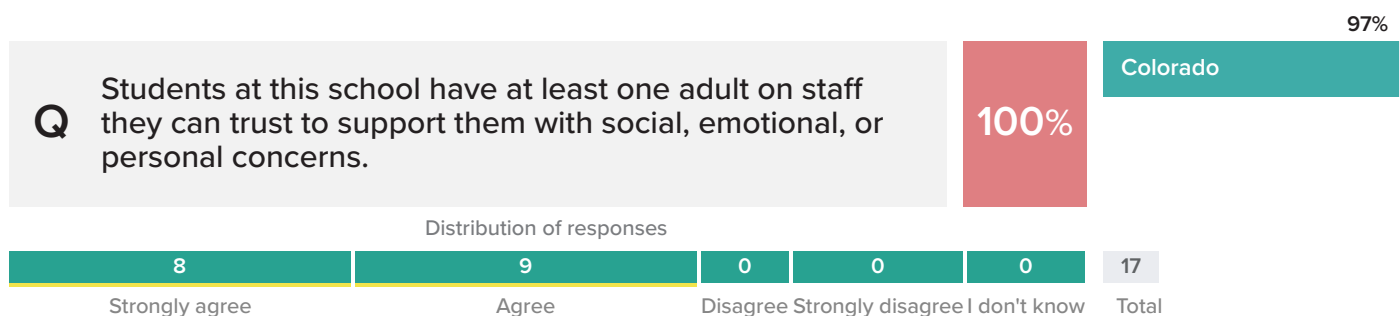 97%
Q
Students at this school have at least one adult on staff
they can trust to support them with social, emotional, or
personal concerns.
100%
Colorado
Distribution of responses
8 9 0 0 0 17
Strongly agree Agree Disagree Strongly disagree I don't know Total